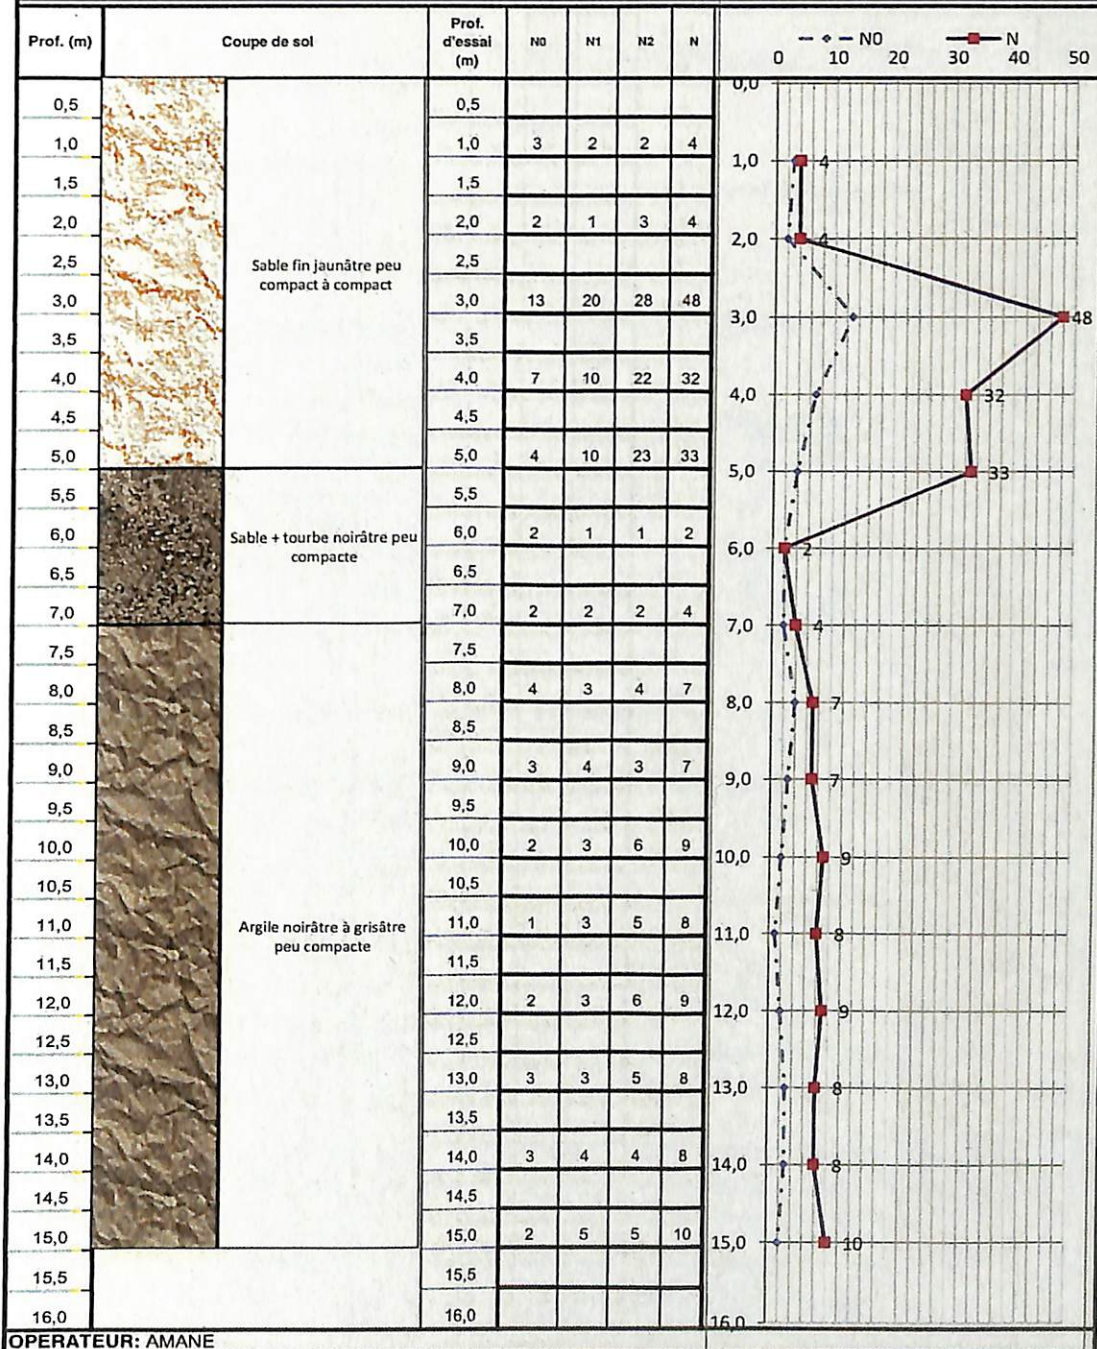 Prof. (m) Coupe de sol Prof. d'essai (m) N0 N1 N2 N
N0 N
0 10 20 30 40 50
0,0
0,5 0,5
1,0 1,0 3 2 2 4 1,0 4
1,5 1,5
2,0 2,0 2 1 3 4 2,0 4
2,5 2,5
Sable fin jaunâtre peu
compact à compact
3,0 3,0 13 20 28 48 3,0 48
3,5 3,5
4,0 4,0 7 10 22 32 4,0 32
4,5 4,5
5,0 5,0 4 10 23 33 5,0 33
5,5 5,5
Sable + tourbe noirâtre peu
compacte
6,0 6,0 2 1 1 2 6,0 2
6,5 6,5
7,0 7,0 2 2 2 4 7,0 4
7,5 7,5
8,0 8,0 4 3 4 7 8,0 7
8,5 8,5
9,0 9,0 3 4 3 7 9,0 7
9,5 9,5
10,0 10,0 2 3 6 9 10,0 9
10,5 10,5
Argile noirâtre à grisâtre
peu compacte
11,0 11,0 1 3 5 8 11,0 8
11,5 11,5
12,0 12,0 2 3 6 9 12,0 9
12,5 12,5
13,0 13,0 3 3 5 8 13,0 8
13,5 13,5
14,0 14,0 3 4 4 8 14,0 8
14,5 14,5
15,0 15,0 2 5 5 10 15,0 10
15,5 15,5
16,0 16,0 16,0
OPERATEUR: AMANE